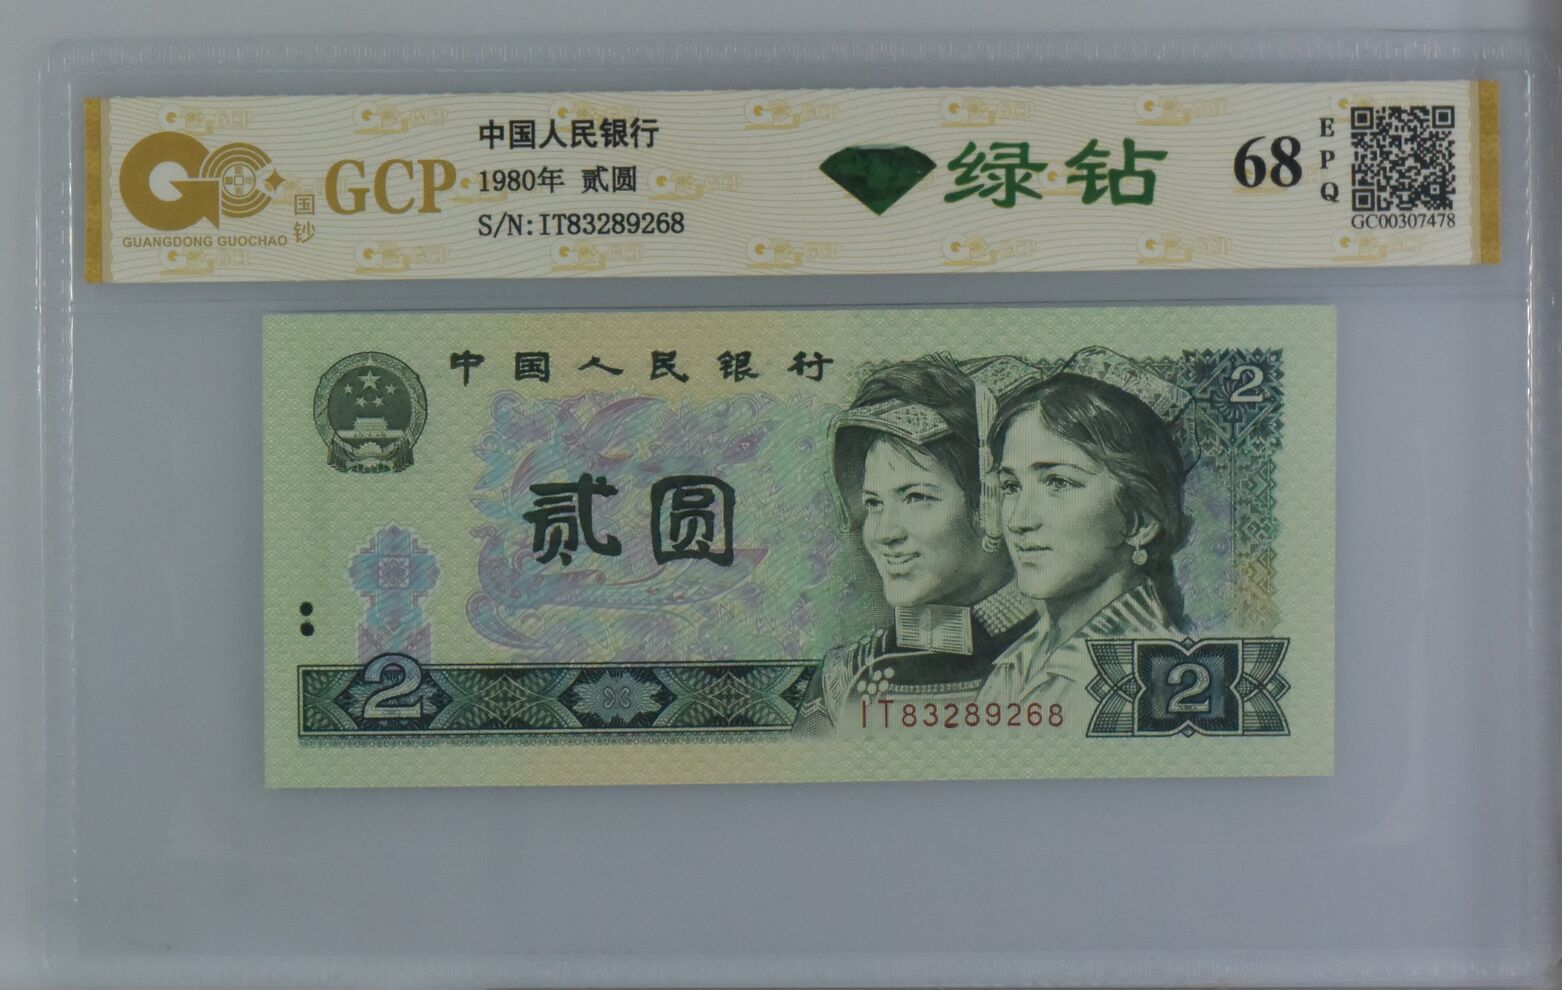 GCP
国钞
GUANGDONG GUOCHAO
中国人民银行
1980年 贰圆
S/N:IT83289268
绿钻
68
EPQ
GC00307478
中国人民银行
2
贰圆
2
IT83289268
2